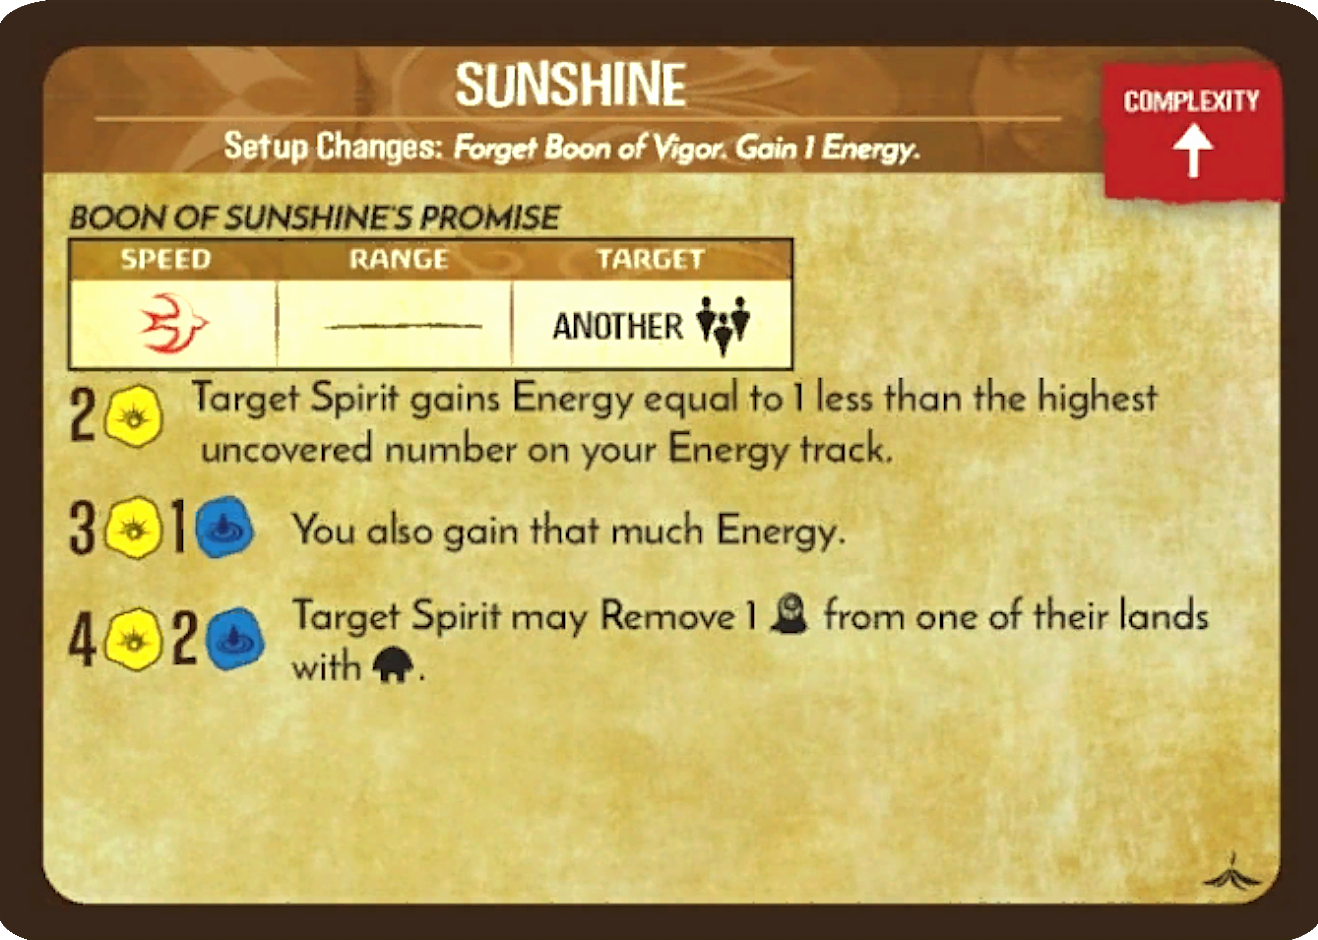 SUNSHINE
Setup Changes: Forget Boon of Vigor. Gain 1 Energy.
COMPLEXITY
BOON OF SUNSHINE'S PROMISE
SPEED RANGE TARGET
ANOTHER
2 Target Spirit gains Energy equal to 1 less than the highest
uncovered number on your Energy track.
3 1 You also gain that much Energy.
4 2 Target Spirit may Remove 1 from one of their lands
with .